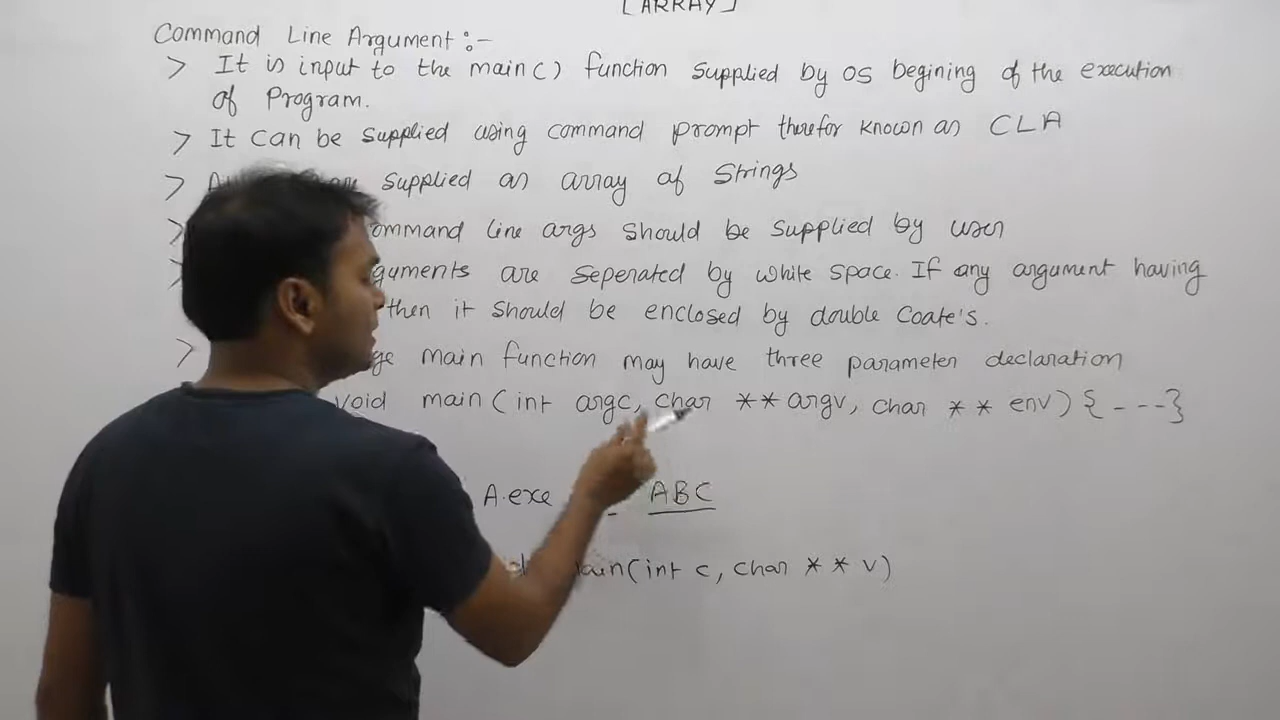 [ARRAY]
Command Line Argument :-
> It is input to the main() function supplied by OS begining of the execution
of Program.
> It can be supplied using command prompt therefor known as CLA
> are supplied as array of Strings
> ommand line args should be supplied by user
guments are seperated by white space. If any argument having
then it should be enclosed by double Coate's.
> ge main function may have three parameter declaration
void main(int argc, char ** argv, char ** env) { ---- }
A.exe ABC
main(int c, char ** v)